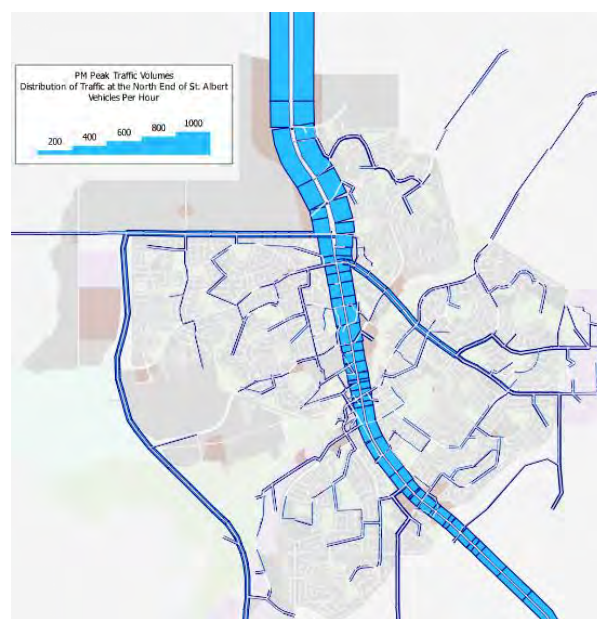 PM Peak Traffic Volumes
Distribution of Traffic at the North End of St. Albert
Vehicles Per Hour
200 400 600 800 1000